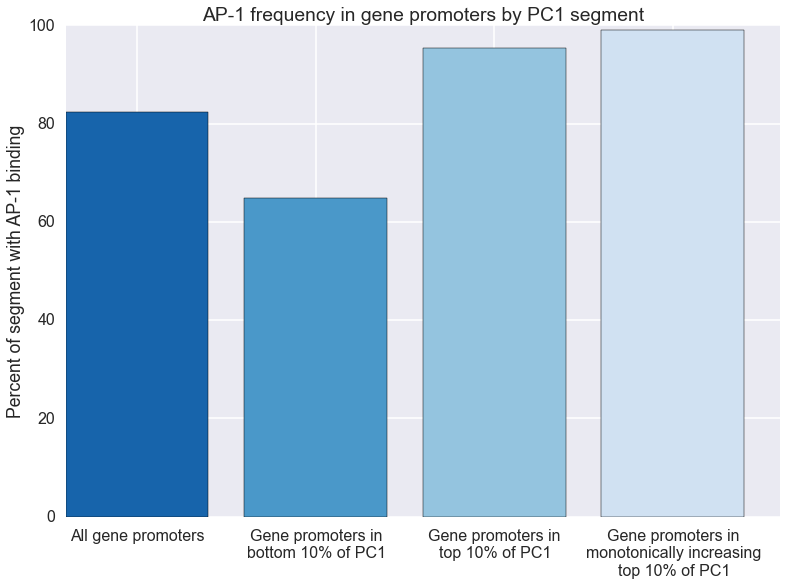 AP-1 frequency in gene promoters by PC1 segment
Percent of segment with AP-1 binding
100
80
60
40
20
0
All gene promoters
Gene promoters in
bottom 10% of PC1
Gene promoters in
top 10% of PC1
Gene promoters in
monotonically increasing
top 10% of PC1